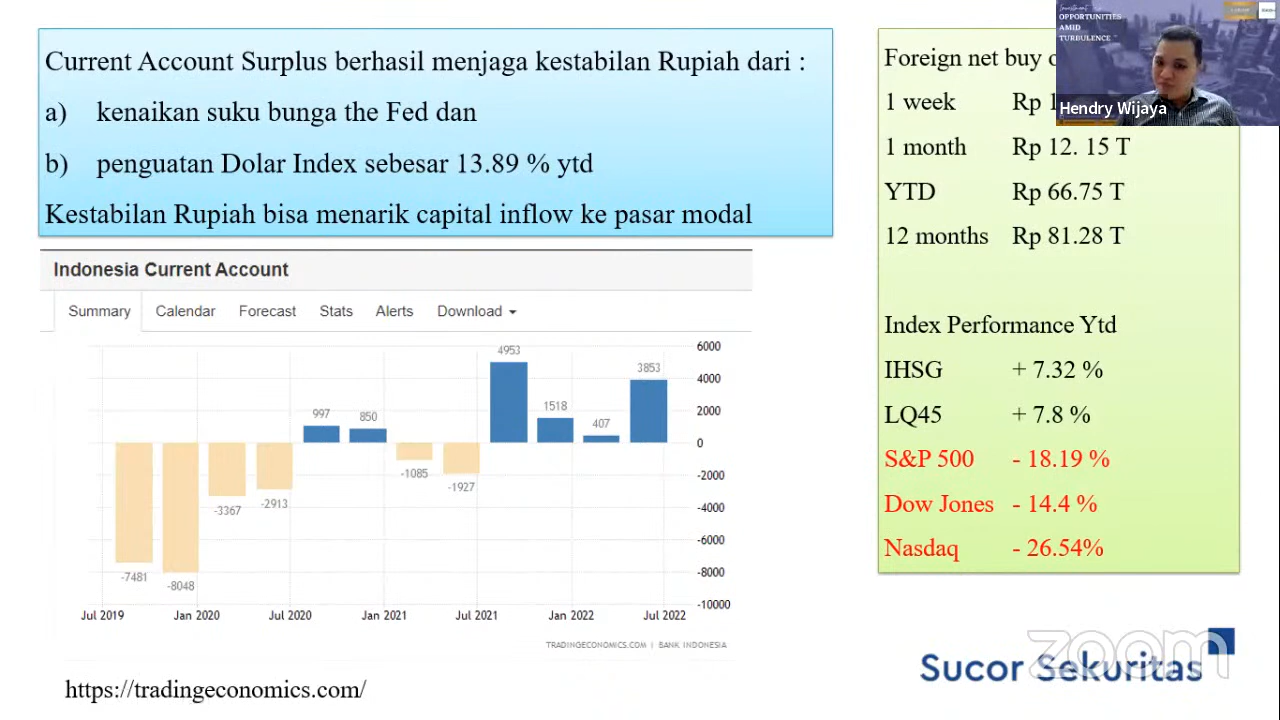 Current Account Surplus berhasil menjaga kestabilan Rupiah dari :
a) kenaikan suku bunga the Fed dan
b) penguatan Dolar Index sebesar 13.89 % ytd
Kestabilan Rupiah bisa menarik capital inflow ke pasar modal
Indonesia Current Account
Summary Calendar Forecast Stats Alerts Download
6000
4000
2000
0
-2000
-4000
-6000
-8000
-10000
-7481
-8048
-3367
-2913
997
850
-1085
-1927
4953
1518
407
3853
Jul 2019 Jan 2020 Jul 2020 Jan 2021 Jul 2021 Jan 2022 Jul 2022
TRADINGECONOMICS.COM | BANK INDONESIA
https://tradingeconomics.com/
Foreign net buy
1 week Rp
1 month Rp 12. 15 T
YTD Rp 66.75 T
12 months Rp 81.28 T
Index Performance Ytd
IHSG + 7.32 %
LQ45 + 7.8 %
S&P 500 - 18.19 %
Dow Jones - 14.4 %
Nasdaq - 26.54%
OPPORTUNITIES
AMID
TURBULENCE
Hendry Wijaya
zoom
Sucor Sekuritas